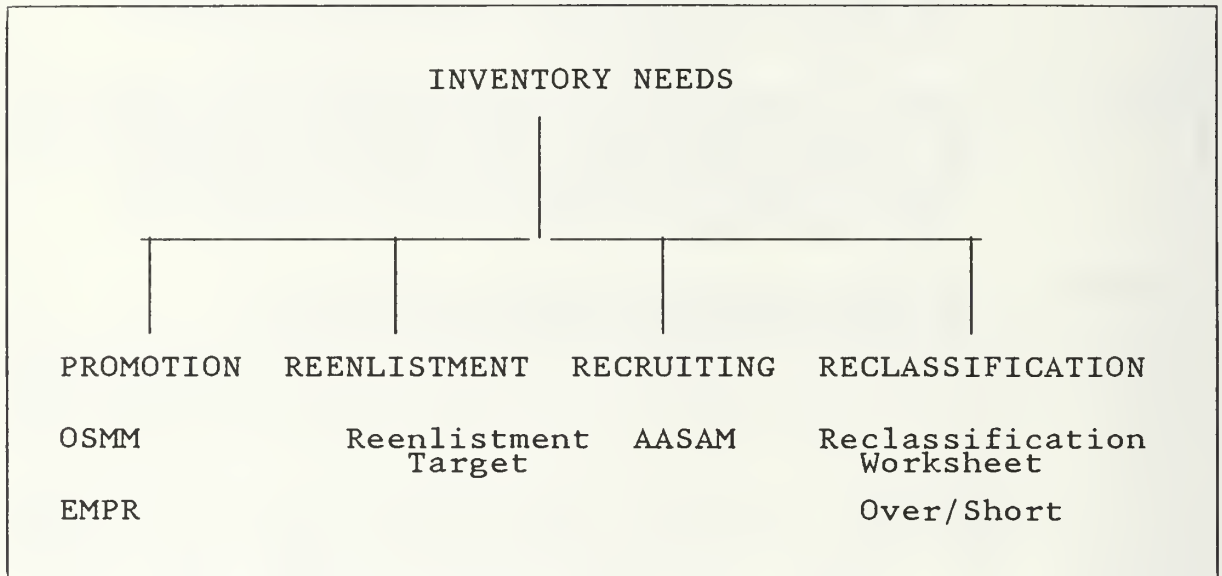 INVENTORY NEEDS
PROMOTION REENLISTMENT RECRUITING RECLASSIFICATION
OSMM Reenlistment AASAM Reclassification
Target Worksheet
EMPR Over/Short